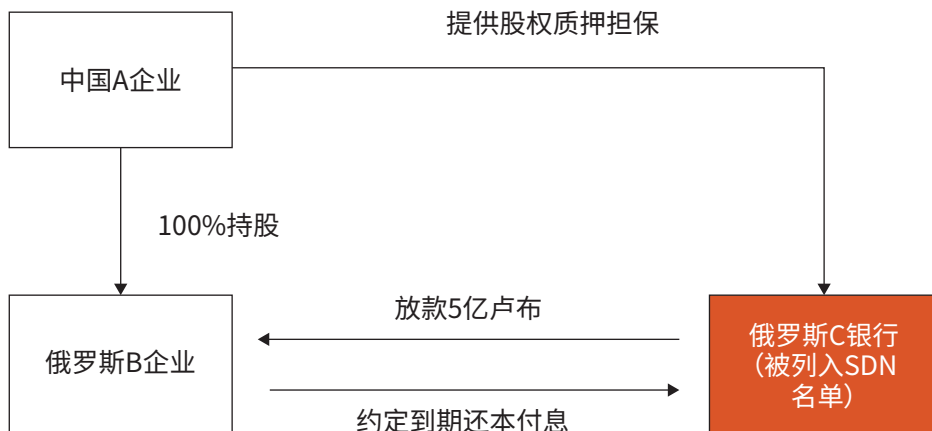 提供股权质押担保
中国A企业
100%持股
放款5亿卢布
俄罗斯B企业
俄罗斯C银行
（被列入SDN
名单）
约定到期还本付息